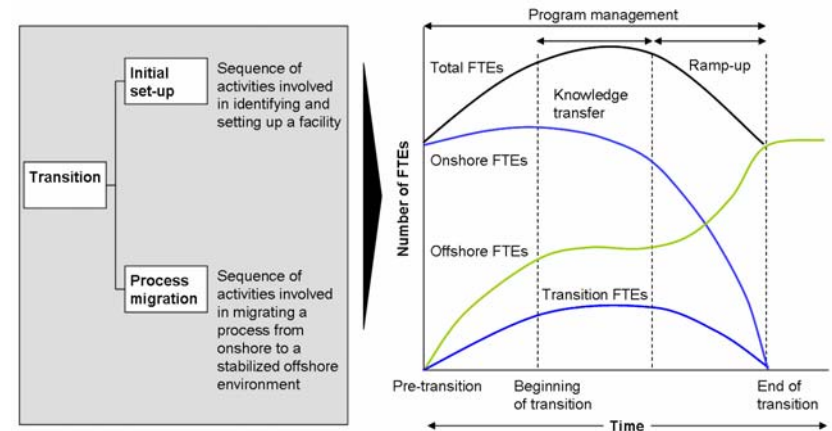 Transition
Initial
set-up
Sequence of
activities involved
in identifying and
setting up a facility
Process
migration
Sequence of
activities involved
in migrating a
process from
onshore to a
stabilized offshore
environment
Program management
Total FTEs
Ramp-up
Knowledge
transfer
Onshore FTEs
Offshore FTEs
Transition FTEs
Number of FTEs
Pre-transition
Beginning
of transition
End of
transition
Time